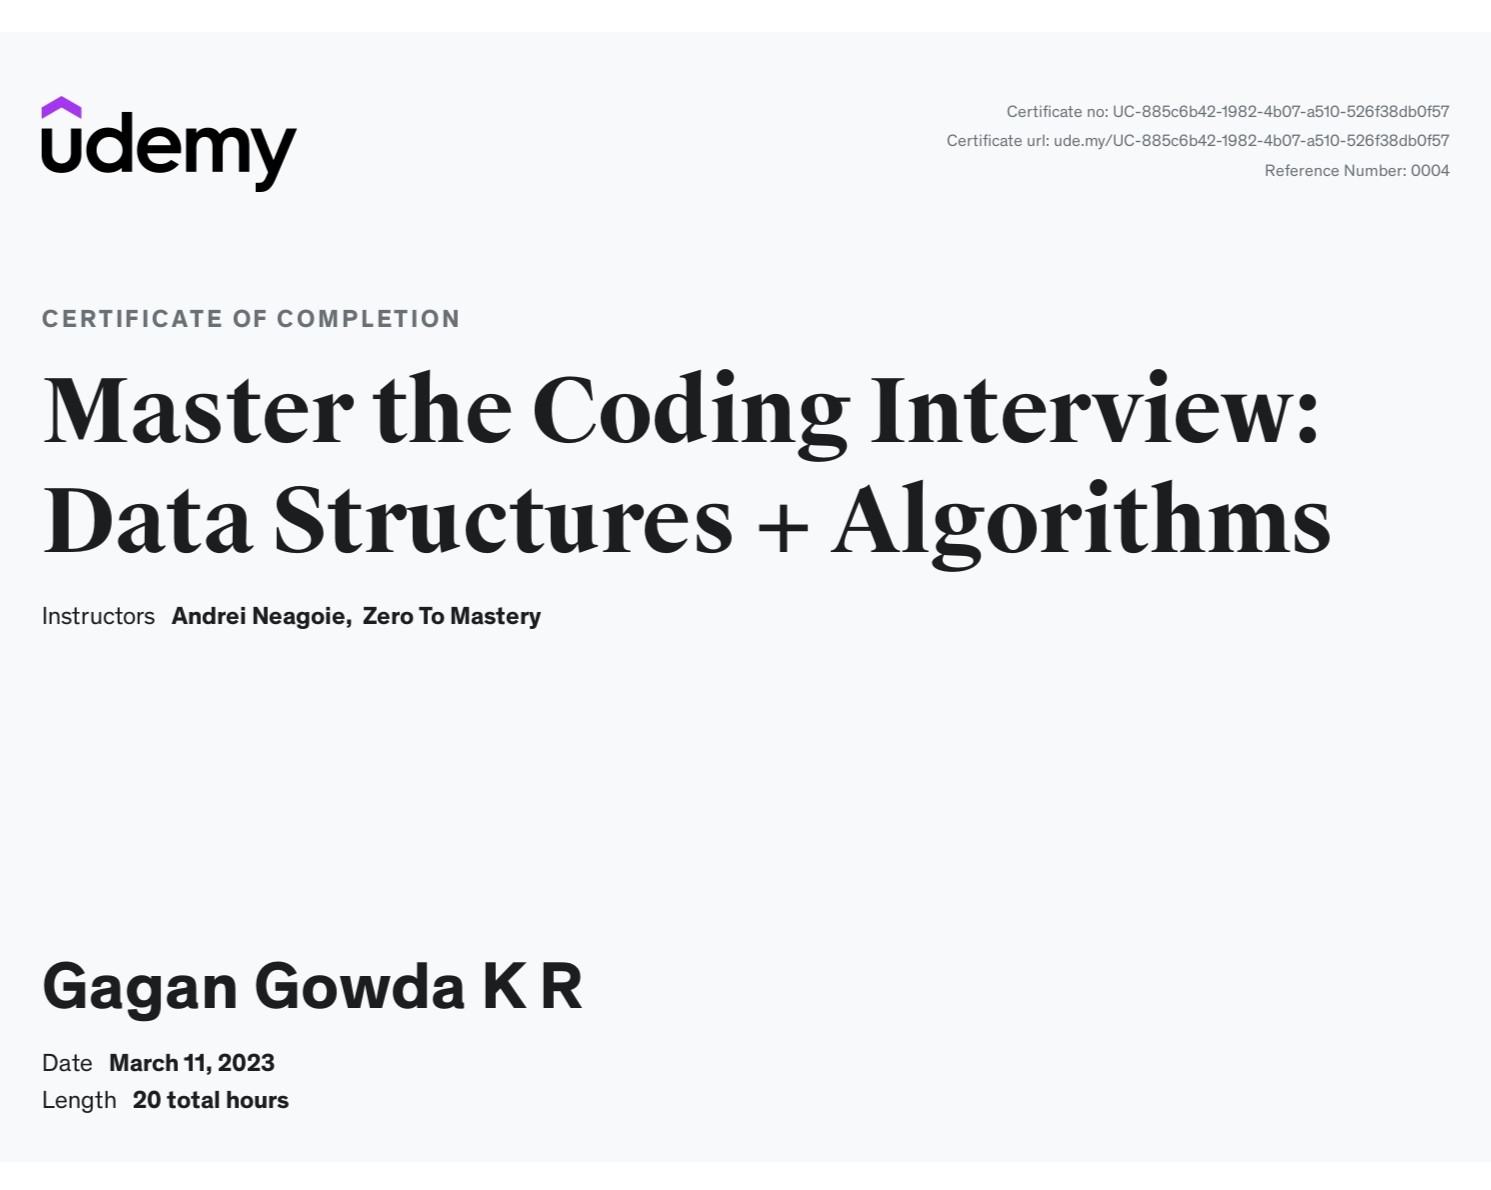 udemy
Certificate no: UC-885c6b42-1982-4b07-a510-526f38db0f57
Certificate url: ude.my/UC-885c6b42-1982-4b07-a510-526f38db0f57
Reference Number: 0004
CERTIFICATE OF COMPLETION
Master the Coding Interview:
Data Structures + Algorithms
Instructors Andrei Neagoie, Zero To Mastery
Gagan Gowda K R
Date March 11, 2023
Length 20 total hours